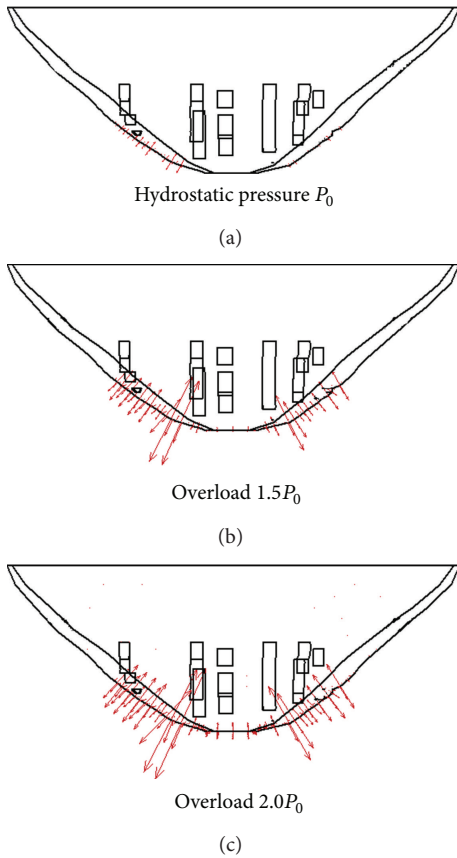 Hydrostatic pressure P₀
(a)
Overload 1.5P₀
(b)
Overload 2.0P₀
(c)